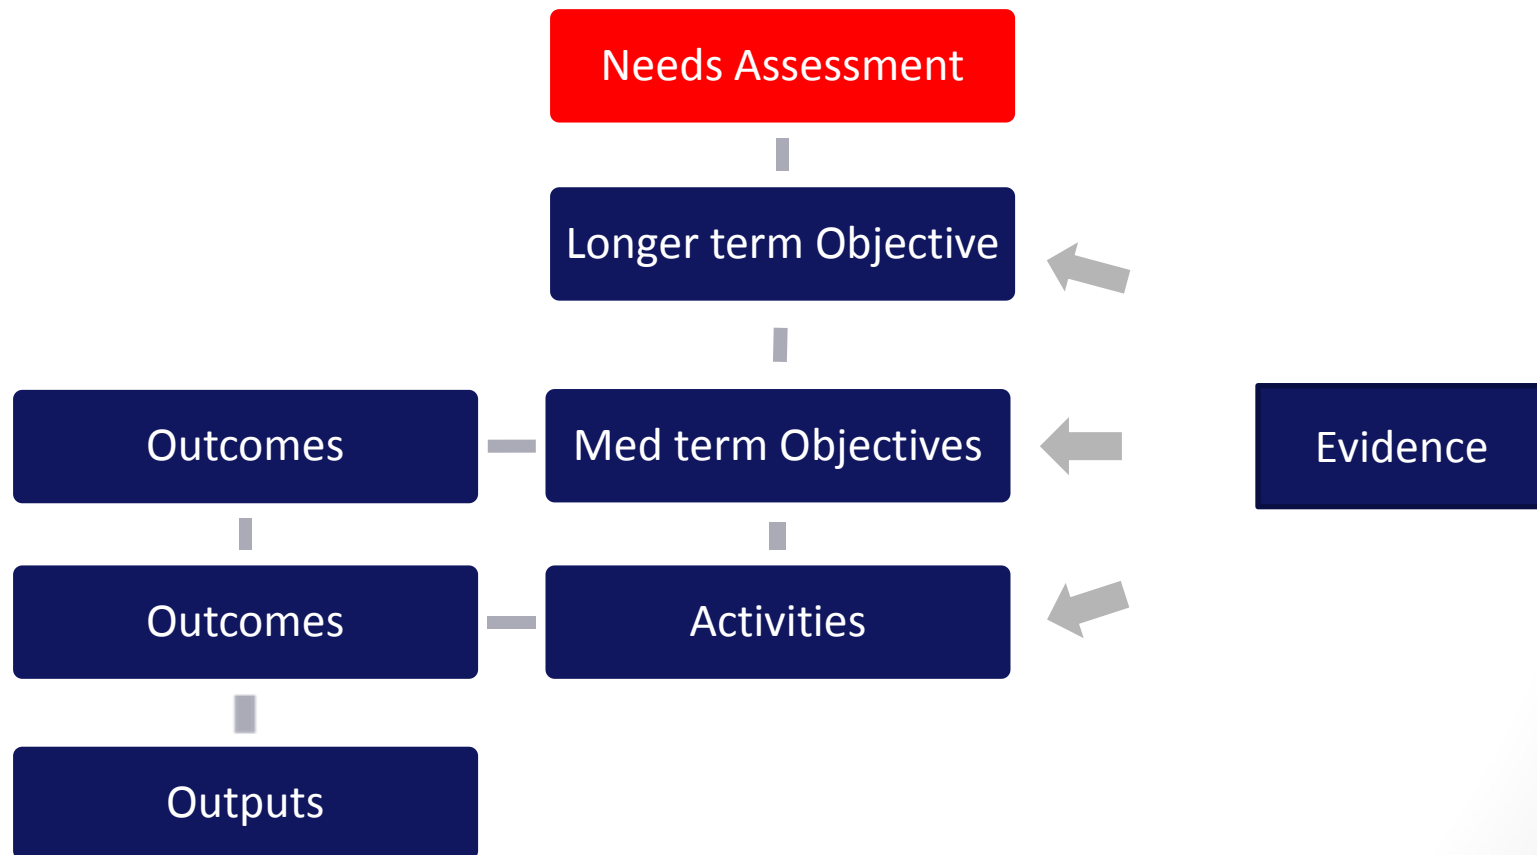 Needs Assessment
Longer term Objective
Outcomes
Med term Objectives
Evidence
Outcomes
Activities
Outputs